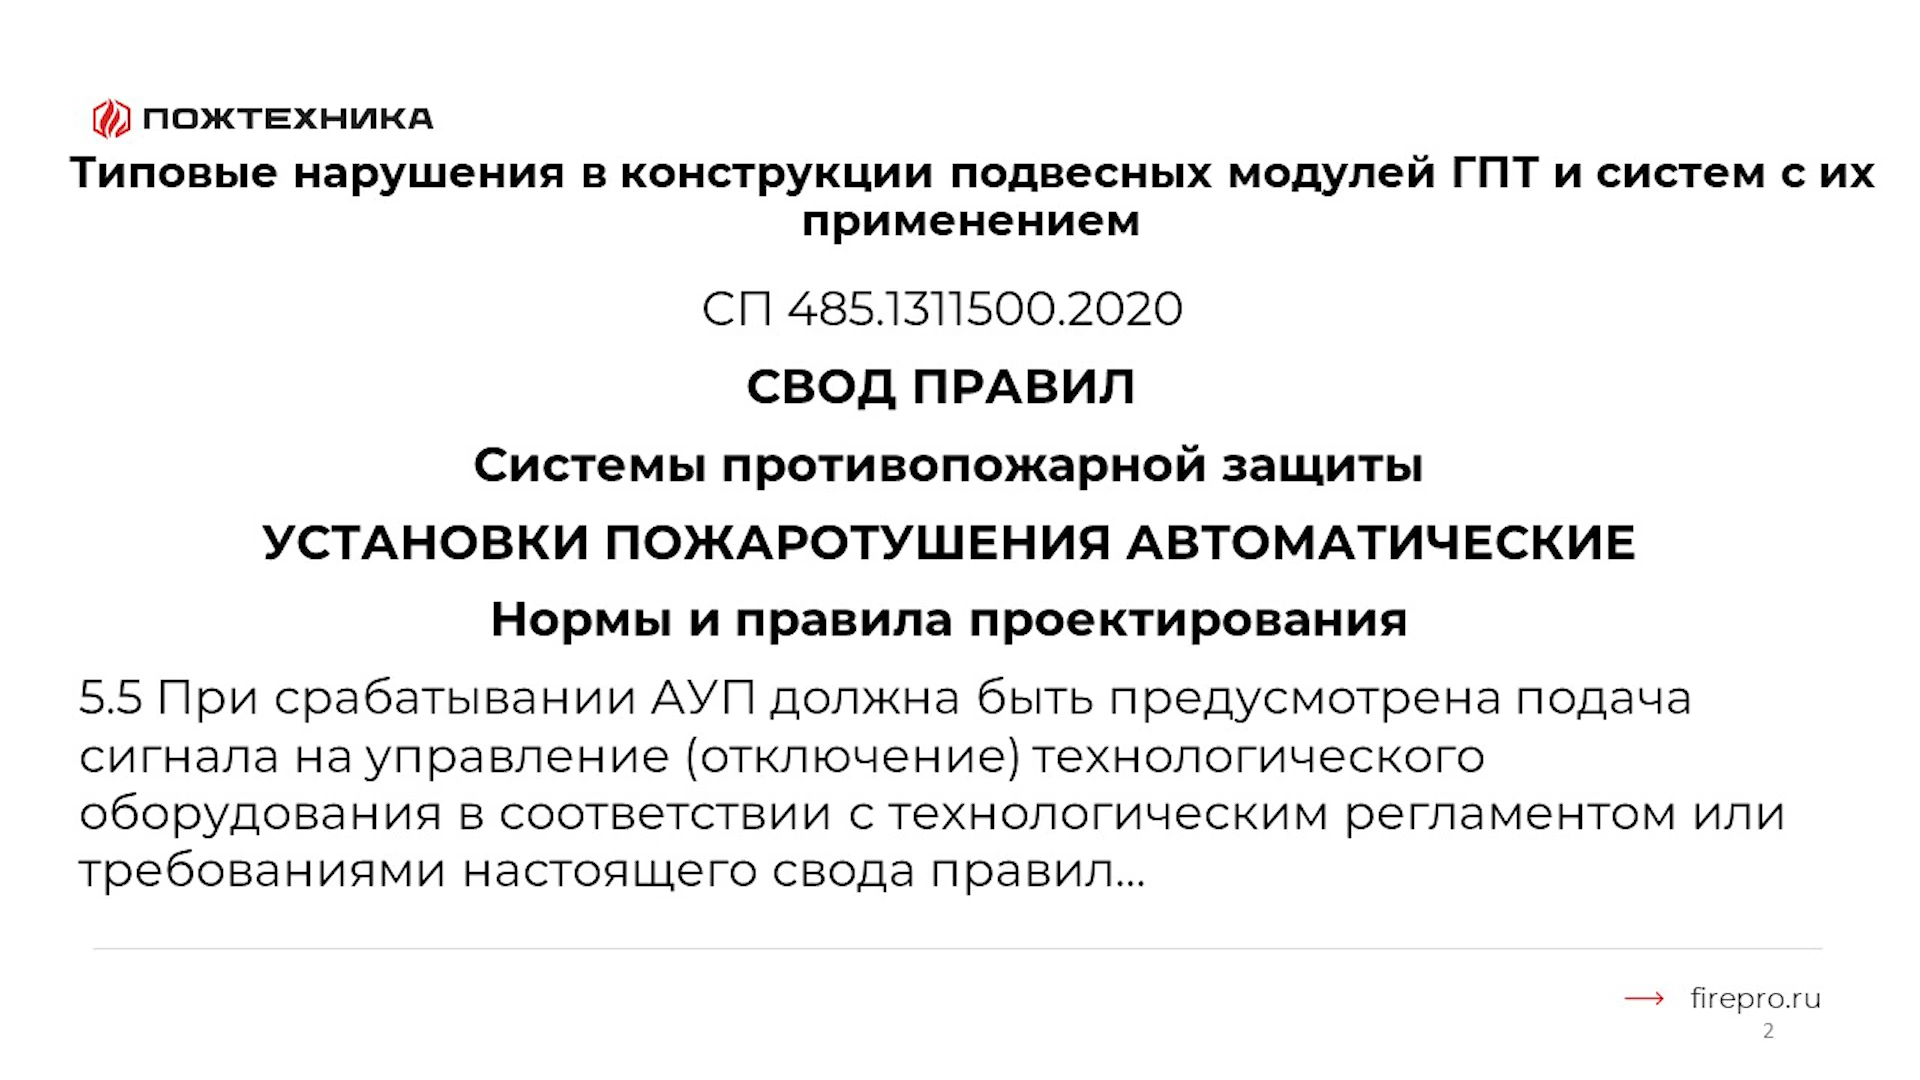 ПОЖТЕХНИКА
Типовые нарушения в конструкции подвесных модулей ГПТ и систем с их
применением
СП 485.1311500.2020
СВОД ПРАВИЛ
Системы противопожарной защиты
УСТАНОВКИ ПОЖАРОТУШЕНИЯ АВТОМАТИЧЕСКИЕ
Нормы и правила проектирования
5.5 При срабатывании АУП должна быть предусмотрена подача
сигнала на управление (отключение) технологического
оборудования в соответствии с технологическим регламентом или
требованиями настоящего свода правил...
firepro.ru
2